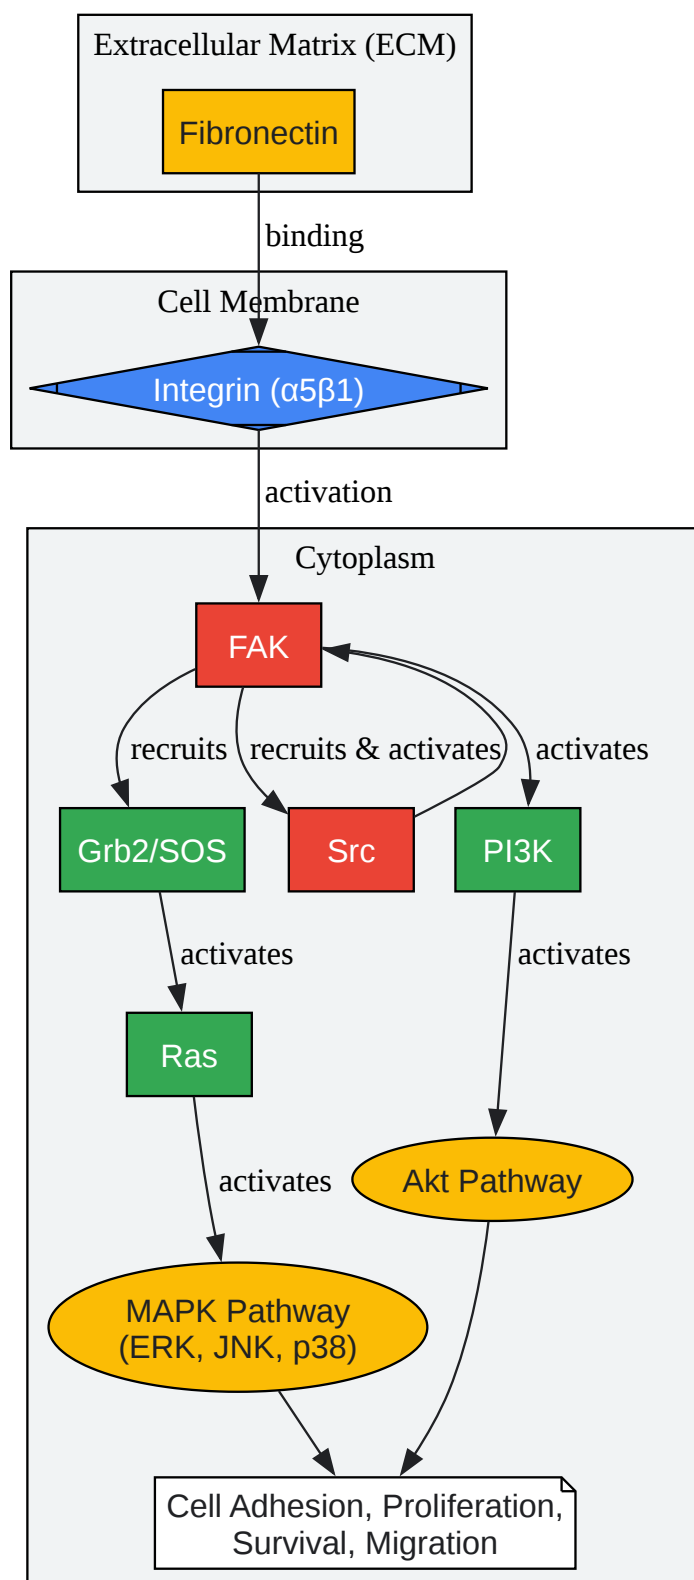 Extracellular Matrix (ECM)
Fibronectin
binding
Cell Membrane
Integrin (α5β1)
activation
Cytoplasm
FAK
recruits
recruits & activates
activates
Grb2/SOS
Src
PI3K
activates
activates
Ras
activates
Akt Pathway
MAPK Pathway
(ERK, JNK, p38)
Cell Adhesion, Proliferation,
Survival, Migration